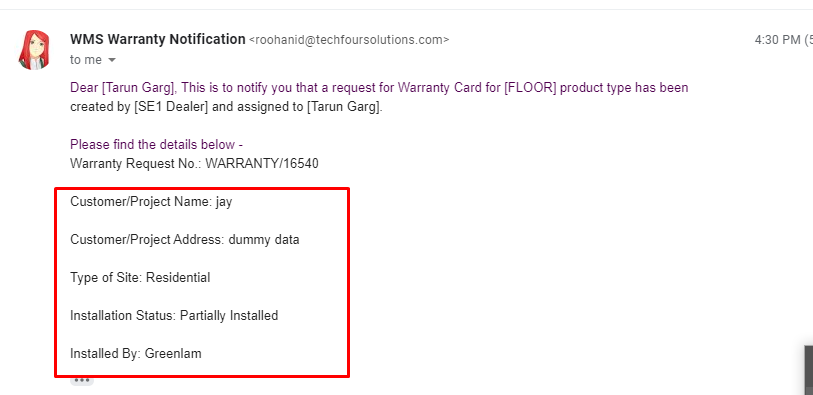 WMS Warranty Notification <roohanid@techfoursolutions.com>
4:30 PM (5
to me
Dear [Tarun Garg], This is to notify you that a request for Warranty Card for [FLOOR] product type has been
created by [SE1 Dealer] and assigned to [Tarun Garg].
Please find the details below -
Warranty Request No.: WARRANTY/16540
Customer/Project Name: jay
Customer/Project Address: dummy data
Type of Site: Residential
Installation Status: Partially Installed
Installed By: Greenlam